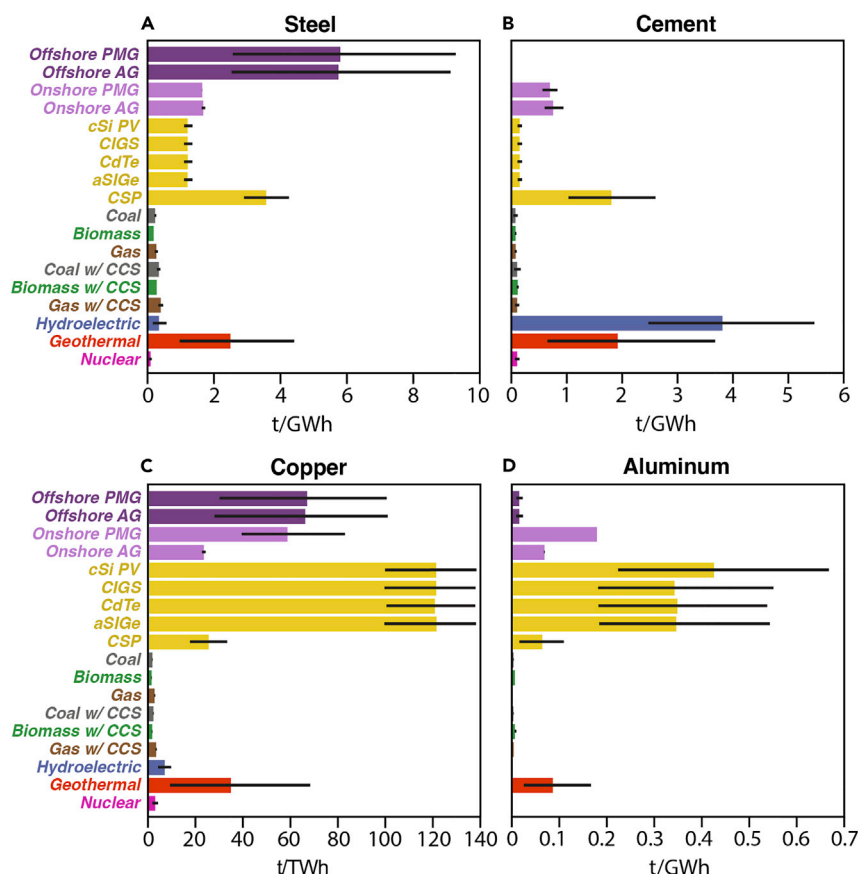 A Steel
B Cement
Offshore PMG
Offshore AG
Onshore PMG
Onshore AG
cSi PV
CIGS
CdTe
aSIGe
CSP
Coal
Biomass
Gas
Coal w/ CCS
Biomass w/ CCS
Gas w/ CCS
Hydroelectric
Geothermal
Nuclear
0 2 4 6 8 10
t/GWh
0 1 2 3 4 5 6
t/GWh
C Copper
D Aluminum
Offshore PMG
Offshore AG
Onshore PMG
Onshore AG
cSi PV
CIGS
CdTe
aSIGe
CSP
Coal
Biomass
Gas
Coal w/ CCS
Biomass w/ CCS
Gas w/ CCS
Hydroelectric
Geothermal
Nuclear
0 20 40 60 80 100 120 140
t/TWh
0 0.1 0.2 0.3 0.4 0.5 0.6 0.7
t/GWh